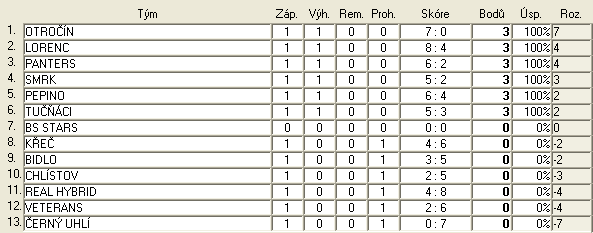 Tým Záp. Výh. Rem. Proh. Skóre Bodů Úsp. Roz.
1. OTROČÍN 1 1 0 0 7 : 0 3 100% 7
2. LORENC 1 1 0 0 8 : 4 3 100% 4
3. PANTERS 1 1 0 0 6 : 2 3 100% 4
4. SMRK 1 1 0 0 5 : 2 3 100% 3
5. PEPINO 1 1 0 0 6 : 4 3 100% 2
6. TUČŇÁCI 1 1 0 0 5 : 3 3 100% 2
7. BS STARS 0 0 0 0 0 : 0 0 0% 0
8. KŘEČ 1 0 0 1 4 : 6 0 0% -2
9. BIDLO 1 0 0 1 3 : 5 0 0% -2
10. CHLÍSTOV 1 0 0 1 2 : 5 0 0% -3
11. REAL HYBRID 1 0 0 1 4 : 8 0 0% -4
12. VETERANS 1 0 0 1 2 : 6 0 0% -4
13. ČERNÝ UHLÍ 1 0 0 1 0 : 7 0 0% -7